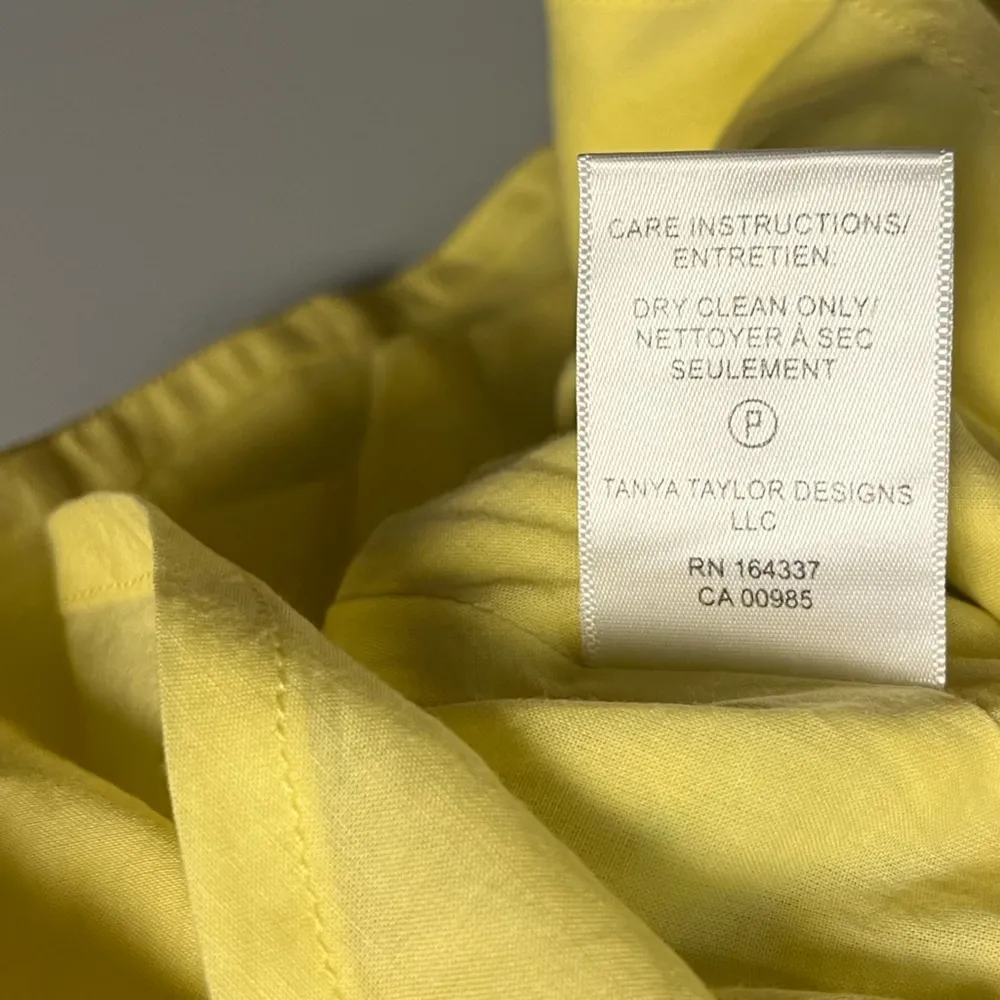 CARE INSTRUCTIONS/
ENTRETIEN:
DRY CLEAN ONLY/
NETTOYER À SEC
SEULEMENT
P
TANYA TAYLOR DESIGNS
LLC
RN 164337
CA 00985